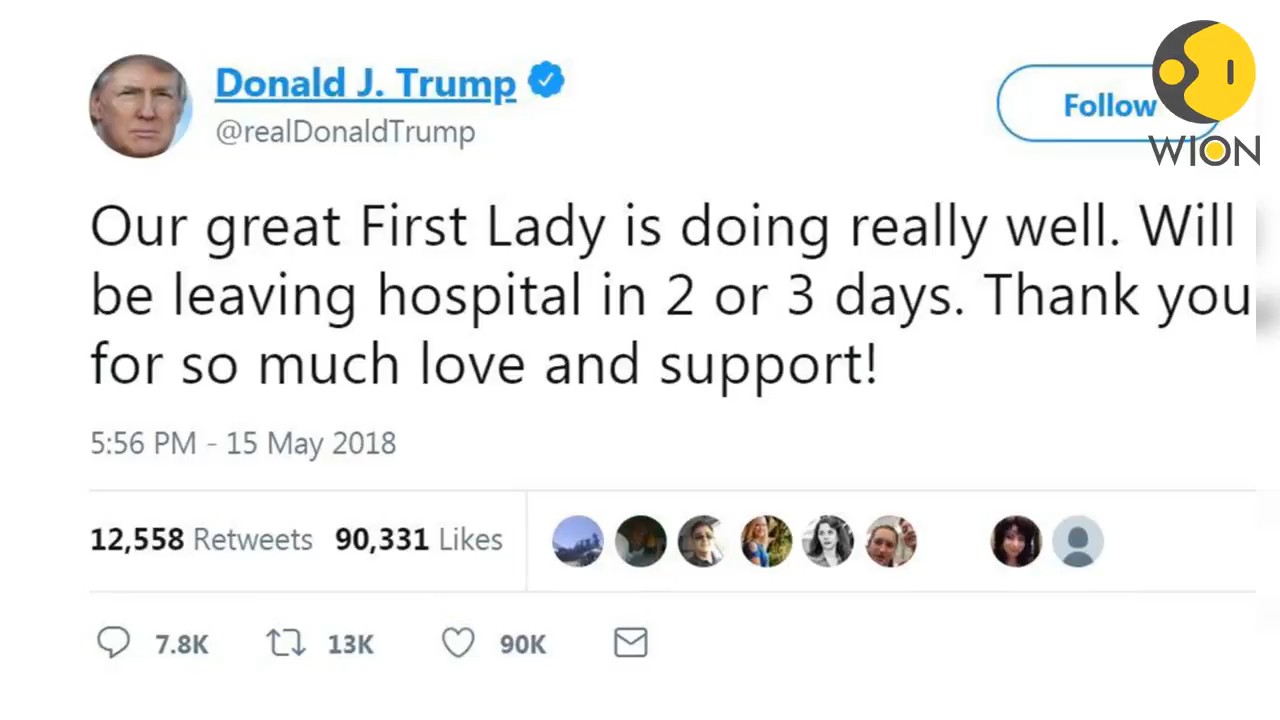 Donald J. Trump
@realDonaldTrump
Follow
WION
Our great First Lady is doing really well. Will
be leaving hospital in 2 or 3 days. Thank you
for so much love and support!
5:56 PM - 15 May 2018
12,558 Retweets 90,331 Likes
7.8K 13K 90K